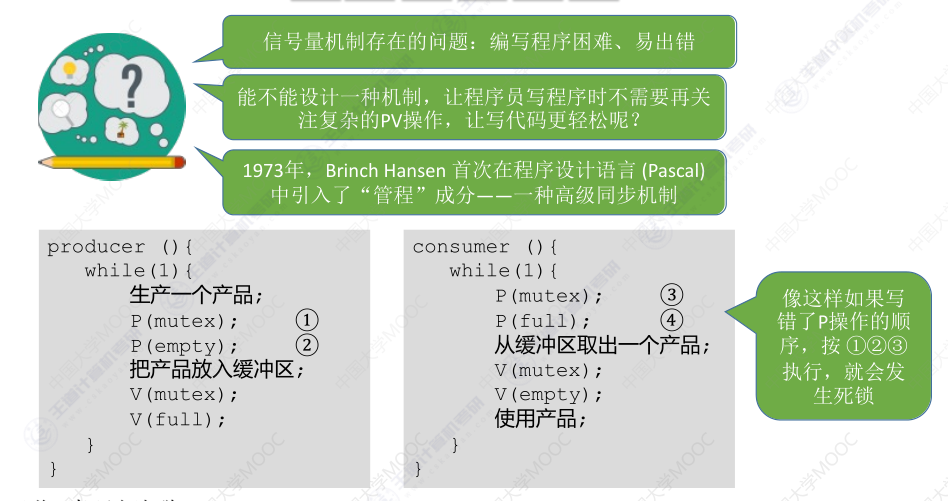 信号量机制存在的问题：编写程序困难、易出错
能不能设计一种机制，让程序员写程序时不需要再关
注复杂的PV操作，让写代码更轻松呢？
1973年，Brinch Hansen 首次在程序设计语言 (Pascal)
中引入了“管程”成分——一种高级同步机制
producer (){
while(1){
生产一个产品;
P(mutex); ①
P(empty); ②
把产品放入缓冲区;
V(mutex);
V(full);
}
}
consumer (){
while(1){
P(mutex); ③
P(full); ④
从缓冲区取出一个产品;
V(mutex);
V(empty);
使用产品;
}
}
像这样如果写
错了P操作的顺
序，按 ①②③
执行，就会发
生死锁
中国大学MOOC
王道计算机考研